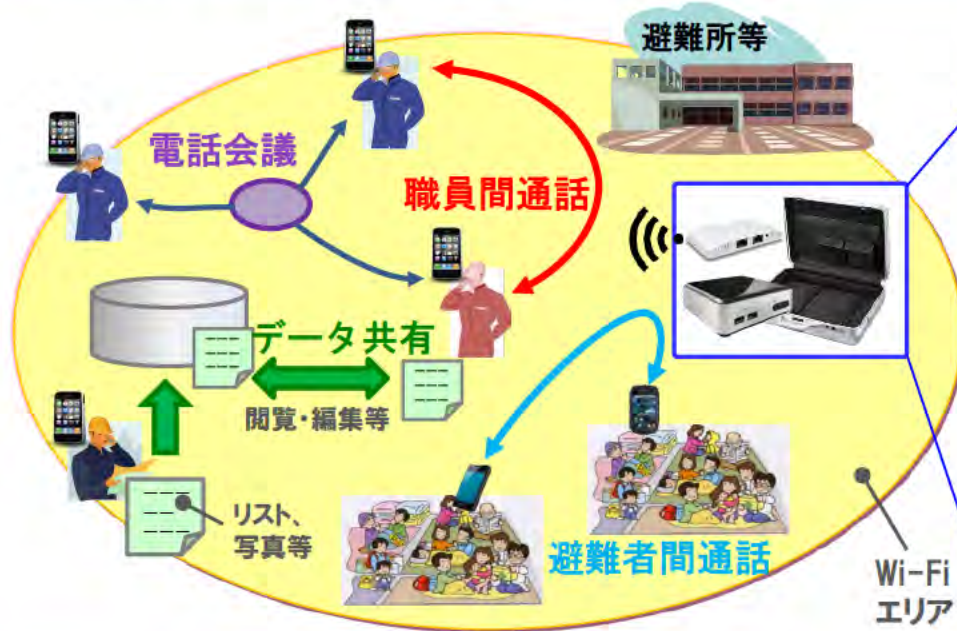 避難所等
電話会議
職員間通話
データ共有
閲覧・編集等
リスト、
写真等
避難者間通話
Wi-Fi
エリア